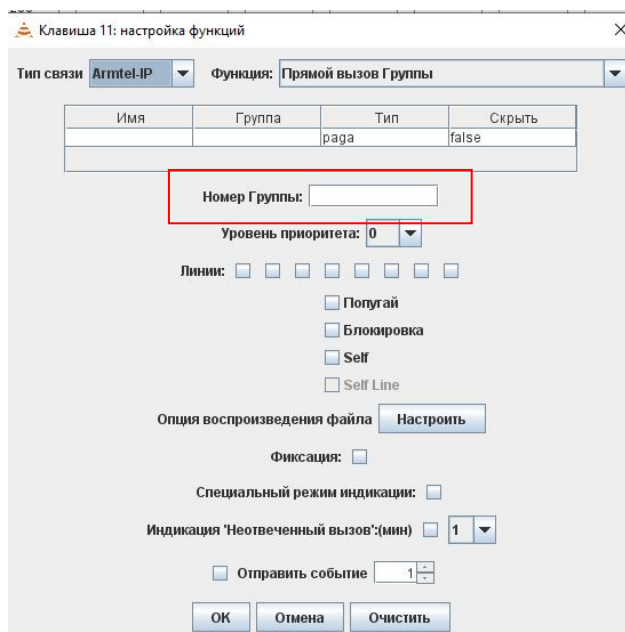 Клавиша 11: настройка функций
Тип связи Armtel-IP Функция: Прямой вызов Группы
Имя Группа Тип Скрыть
paga false
Номер Группы:
Уровень приоритета: 0
Линии:
Попугай
Блокировка
Self
Self Line
Опция воспроизведения файла Настроить
Фиксация:
Специальный режим индикации:
Индикация 'Неотвеченный вызов':(мин) 1
Отправить событие 1
ОК Отмена Очистить